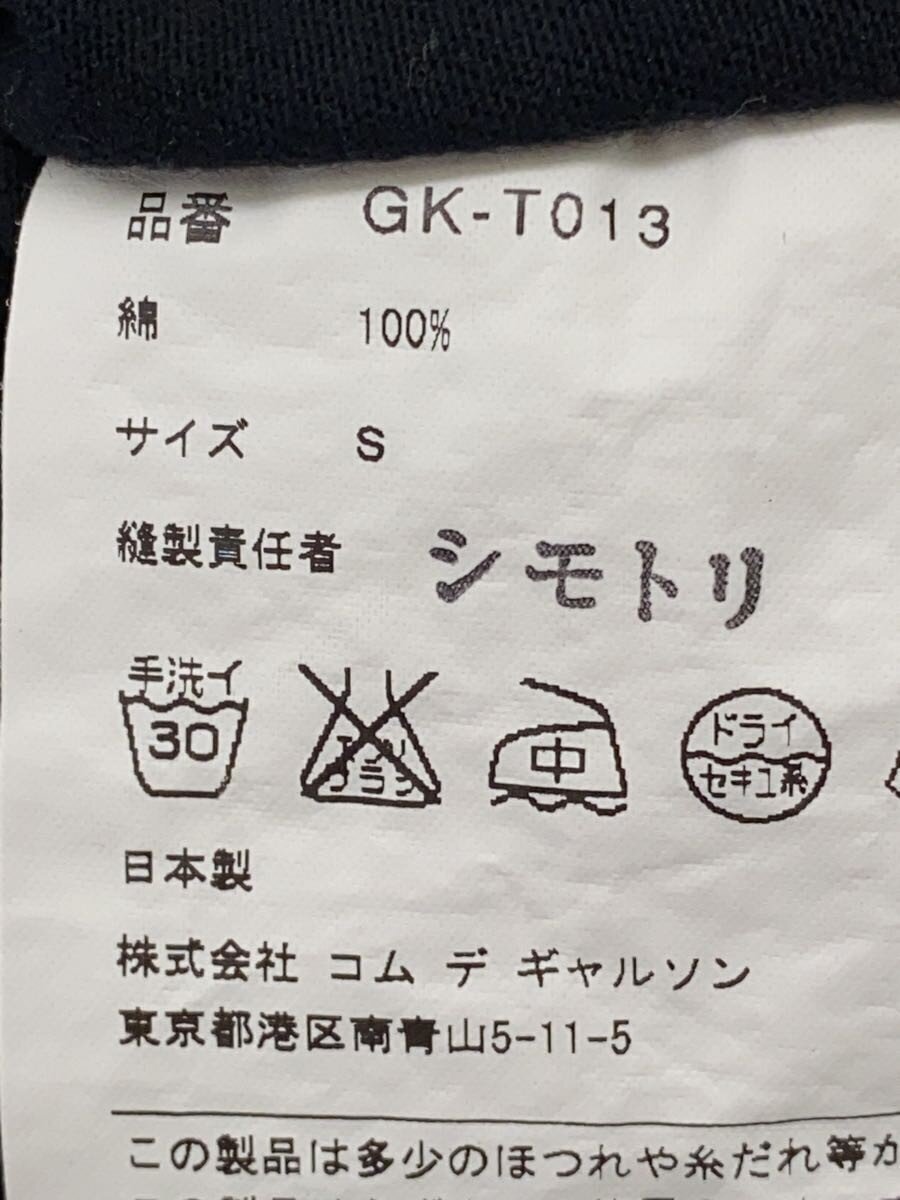 品番 GK-T013
綿 100%
サイズ S
縫製責任者 シモトリ
手洗イ
30
中
ドライ
セキユ系
日本製
株式会社 コム デ ギャルソン
東京都港区南青山5-11-5
この製品は多少のほつれや糸だれ等が